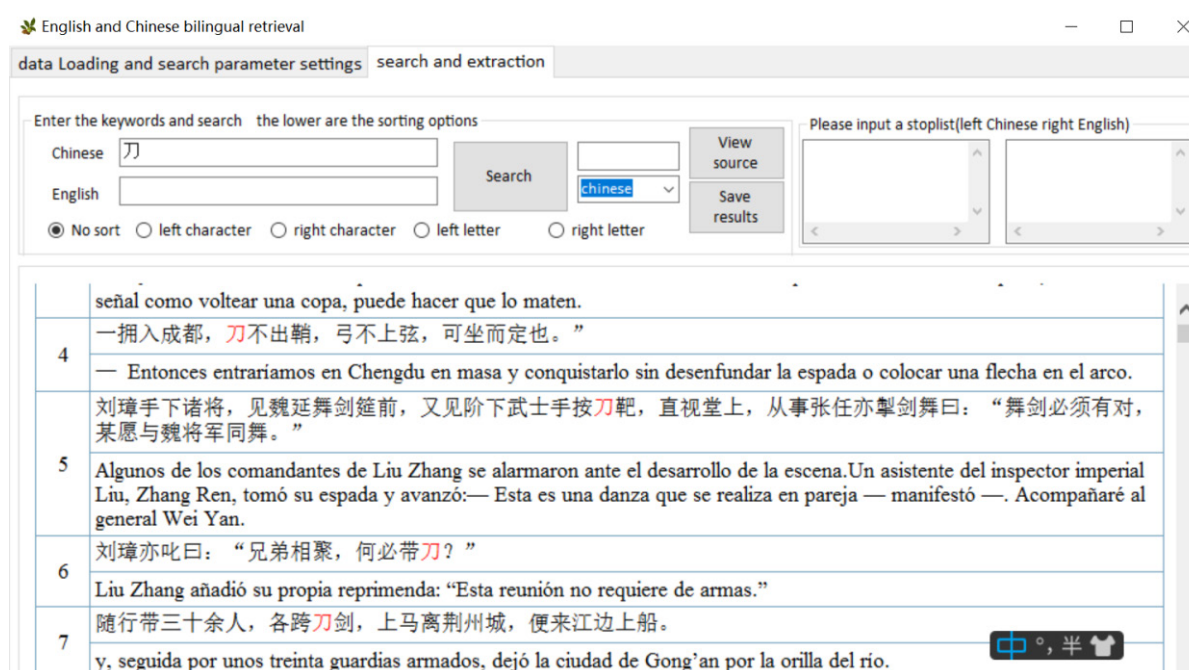 English and Chinese bilingual retrieval
data Loading and search parameter settings
search and extraction
Enter the keywords and search the lower are the sorting options
Please input a stoplist(left Chinese right English)
Chinese
刀
English
Search
chinese
View
source
Save
results
No sort
left character
right character
left letter
right letter
señal como voltear una copa, puede hacer que lo maten.
4
一拥入成都，刀不出鞘，弓不上弦，可坐而定也。”
— Entonces entraríamos en Chengdu en masa y conquistarlo sin desenfundar la espada o colocar una flecha en el arco.
5
刘璋手下诸将，见魏延舞剑筵前，又见阶下武士手按刀靶，直视堂上，从事张任亦掣剑舞曰：“舞剑必须有对，
某愿与魏将军同舞。”
Algunos de los comandantes de Liu Zhang se alarmaron ante el desarrollo de la escena.Un asistente del inspector imperial
Liu, Zhang Ren, tomó su espada y avanzó:— Esta es una danza que se realiza en pareja — manifestó —. Acompañaré al
general Wei Yan.
6
刘璋亦叱曰：“兄弟相聚，何必带刀？”
Liu Zhang añadió su propia reprimenda: “Esta reunión no requiere de armas.”
7
随行带三十余人，各跨刀剑，上马离荆州城，便来江边上船。
y, seguida por unos treinta guardias armados, dejó la ciudad de Gong’an por la orilla del río.
中 °, 半